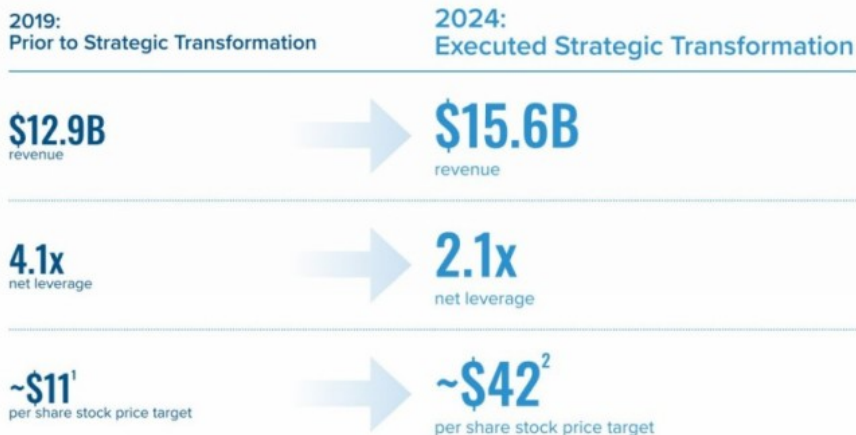 2019:
Prior to Strategic Transformation
2024:
Executed Strategic Transformation
$12.9B
revenue
$15.6B
revenue
4.1x
net leverage
2.1x
net leverage
~$11¹
per share stock price target
~$42²
per share stock price target